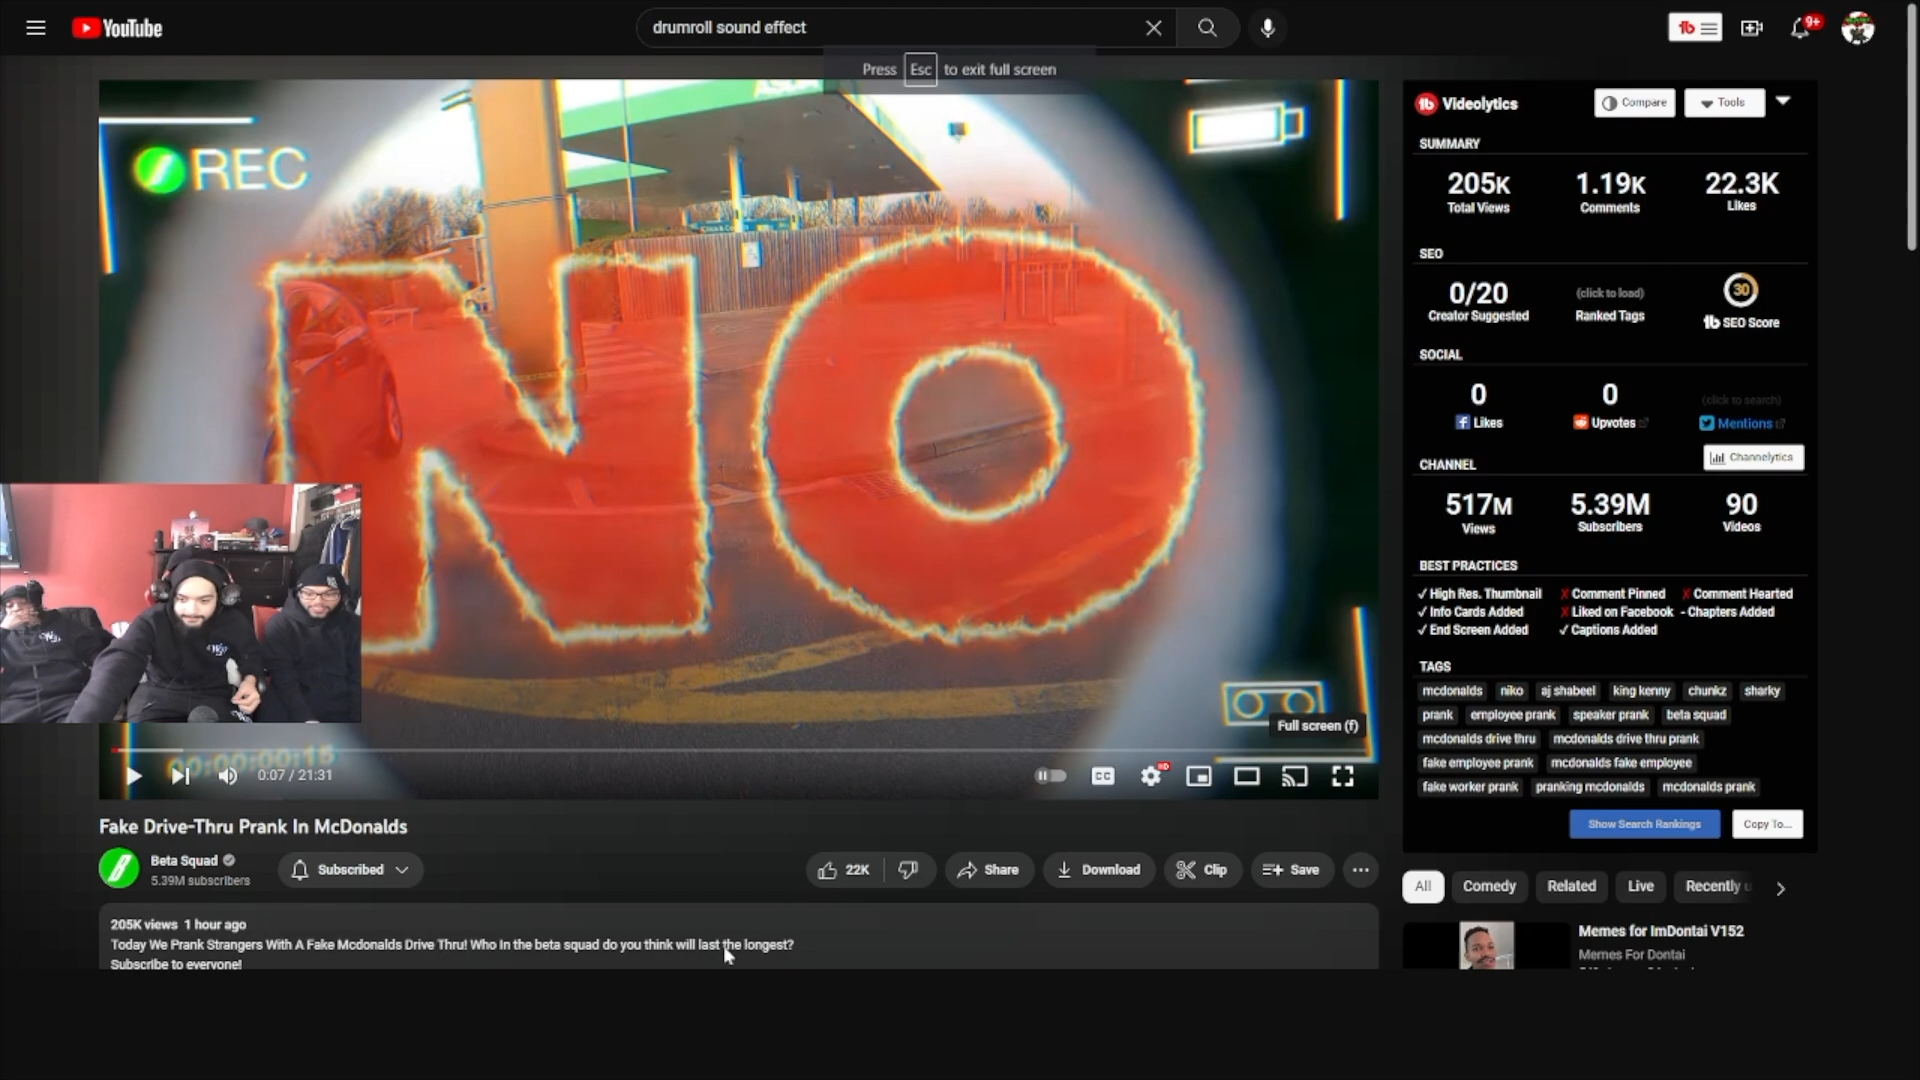 YouTube
drumroll sound effect
9+
Press Esc to exit full screen
REC
NO
00:00:00:15
Full screen (f)
0:07 / 21:31
CC
HD
Fake Drive-Thru Prank In McDonalds
Beta Squad
5.39M subscribers
Subscribed
22K
Share
Download
Clip
Save
205K views 1 hour ago
Today We Prank Strangers With A Fake Mcdonalds Drive Thru! Who In the beta squad do you think will last the longest?
Subscribe to everyone!
Videolytics
Compare
Tools
SUMMARY
205K 1.19K 22.3K
Total Views Comments Likes
SEO
0/20 (click to load) 30
Creator Suggested Ranked Tags SEO Score
SOCIAL
0 0 (click to search)
Likes Upvotes Mentions
CHANNEL
Channelytics
517M 5.39M 90
Views Subscribers Videos
BEST PRACTICES
✓ High Res. Thumbnail X Comment Pinned X Comment Hearted
✓ Info Cards Added X Liked on Facebook - Chapters Added
✓ End Screen Added ✓ Captions Added
TAGS
mcdonalds niko aj shabeel king kenny chunkz sharky
prank employee prank speaker prank beta squad
mcdonalds drive thru mcdonalds drive thru prank
fake employee prank mcdonalds fake employee
fake worker prank pranking mcdonalds mcdonalds prank
Show Search Rankings
Copy To...
All Comedy Related Live Recently
Memes for ImDontai V152
Memes For Dontai